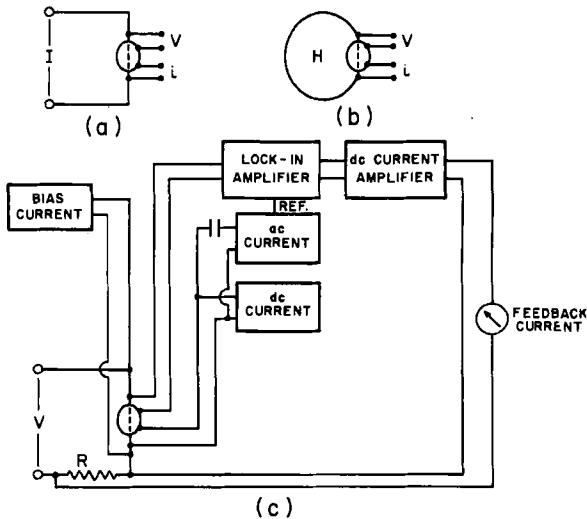 I
V
i
(a)
H
V
i
(b)
LOCK-IN
AMPLIFIER
dc CURRENT
AMPLIFIER
BIAS
CURRENT
REF.
ac
CURRENT
dc
CURRENT
FEEDBACK
CURRENT
V
R
(c)